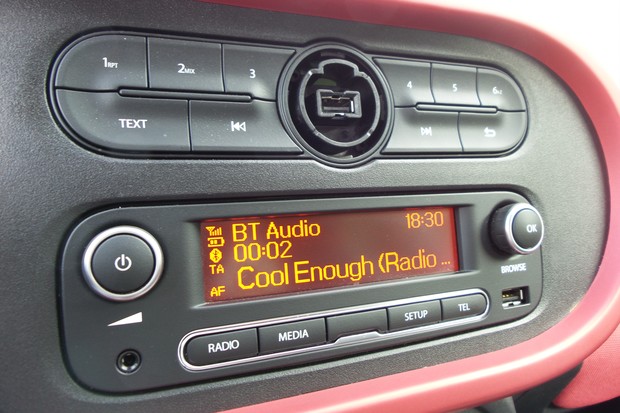 1RPT
2MIX
3
4
5
6
TEXT
BT Audio 18:30
00:02
TA
Cool Enough (Radio ...
AF
OK
BROWSE
RADIO
MEDIA
SETUP
TEL